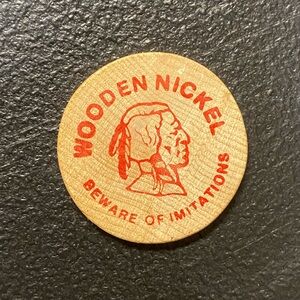 WOODEN NICKEL
BEWARE OF IMITATIONS